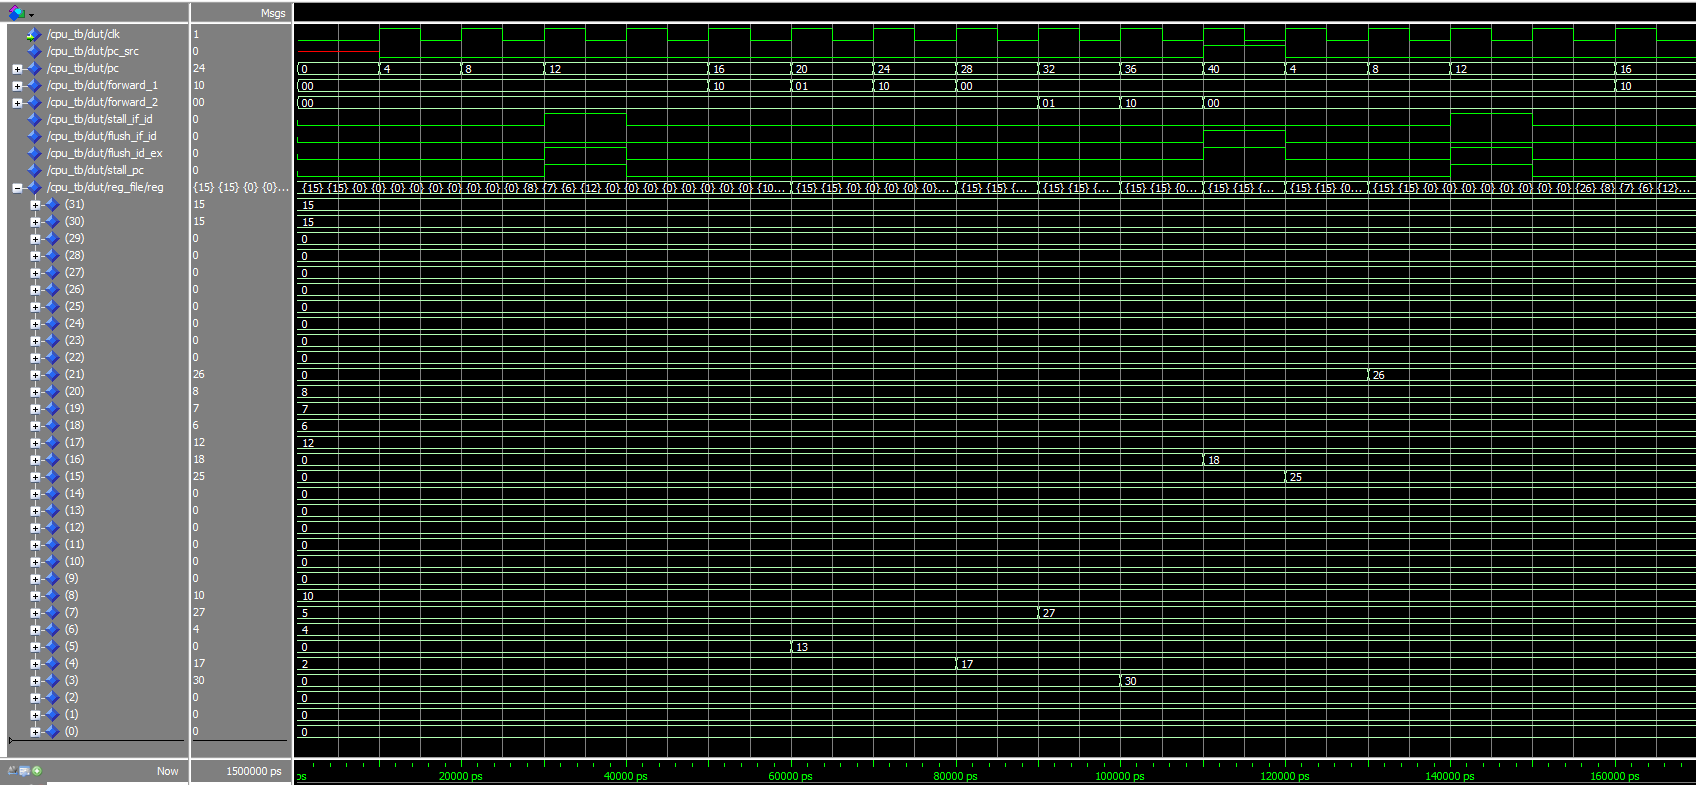 Msgs
/cpu_tb/dut/clk 1
/cpu_tb/dut/pc_src 0
/cpu_tb/dut/pc 24 0 4 8 12 16 20 24 28 32 36 40 4 8 12 16
/cpu_tb/dut/forward_1 10 00 10 01 10 00 10
/cpu_tb/dut/forward_2 00 00 01 10 00
/cpu_tb/dut/stall_if_id 0
/cpu_tb/dut/flush_if_id 0
/cpu_tb/dut/flush_id_ex 0
/cpu_tb/dut/stall_pc 0
/cpu_tb/dut/reg_file/reg {15} {15} {0} {0}... {15} {15} {0} {0} {0} {0} {0} {0} {0} {0} {0} {8} {7} {6} {12} {0} {0} {0} {0} {0} {0} {0} {10... {15} {15} {0} {0} {0} {0} {0}... {15} {15} {... {15} {15} {... {15} {15} {0... {15} {15} {... {15} {15} {0... {15} {15} {0} {0} {0} {0} {0} {0} {0} {0} {26} {8} {7} {6} {12}...
(31) 15 15
(30) 15 15
(29) 0 0
(28) 0 0
(27) 0 0
(26) 0 0
(25) 0 0
(24) 0 0
(23) 0 0
(22) 0 0
(21) 26 0 26
(20) 8 8
(19) 7 7
(18) 6 6
(17) 12 12
(16) 18 0 18
(15) 25 0 25
(14) 0 0
(13) 0 0
(12) 0 0
(11) 0 0
(10) 0 0
(9) 0 0
(8) 10 10
(7) 27 5 27
(6) 4 4
(5) 0 0 13
(4) 17 2 17
(3) 30 0 30
(2) 0 0
(1) 0 0
(0) 0 0
Now 1500000 ps ps 20000 ps 40000 ps 60000 ps 80000 ps 100000 ps 120000 ps 140000 ps 160000 ps